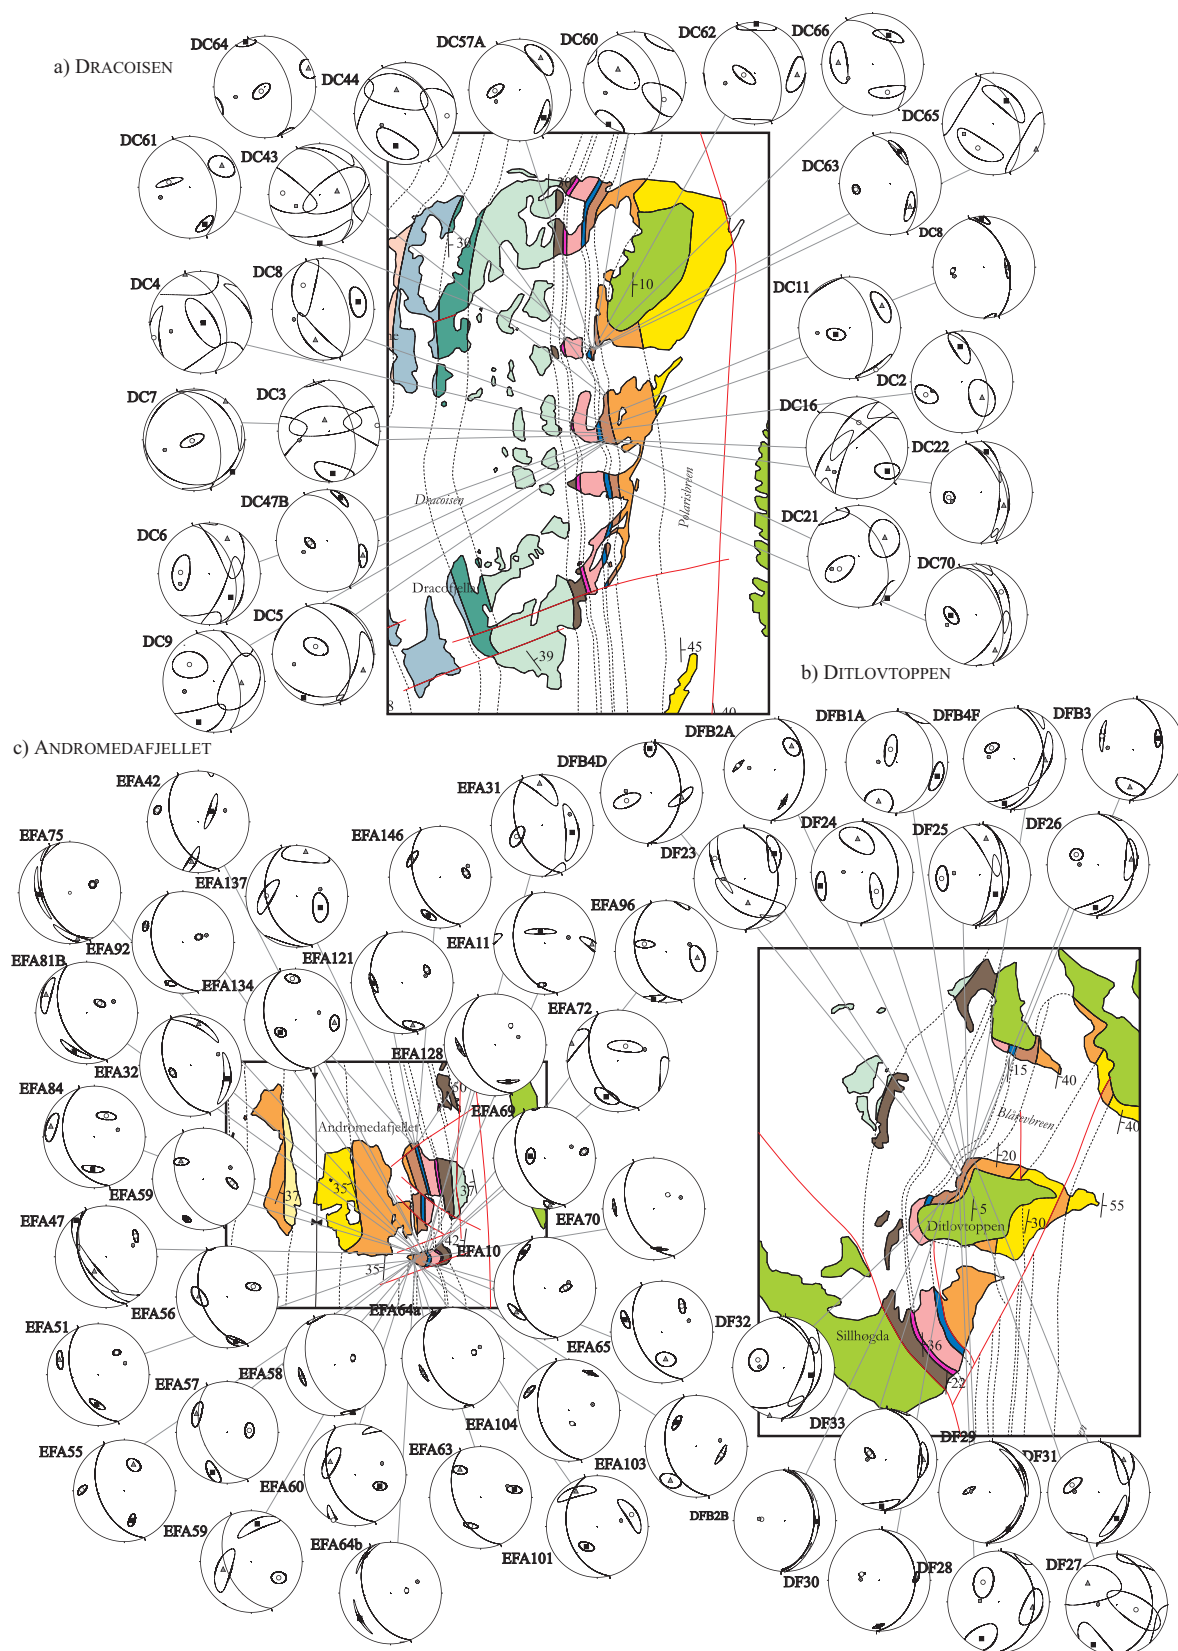 a) DRACOISEN
DC64
DC44
DC57A
DC60
DC62
DC66
DC65
DC61
DC43
DC63
DC8
DC4
DC8
DC11
DC2
DC7
DC3
DC16
DC22
DC47B
DC21
DC6
DC5
DC70
DC9
30
30
10
Dracoisen
Polarisbreen
Dracofjella
39
45
40
8
b) DITLOVTOPPEN
DFB2A
DFB1A
DFB4F
DFB3
DFB4D
DF23
DF24
DF25
DF26
15
40
40
Blårevbreen
20
55
5
Ditlovtoppen
30
Sillhøgda
36
22
DF32
DF33
DF29
DF31
DFB2B
DF30
DF28
DF27
c) ANDROMEDAFJELLET
EFA42
EFA31
EFA75
EFA146
EFA137
EFA92
EFA11
EFA96
EFA81B
EFA134
EFA121
EFA72
EFA32
EFA128
EFA84
EFA69
50
Andromedafjellet
37
35
37
EFA59
EFA47
EFA70
EFA10
42
35
EFA56
EFA64a
EFA65
EFA51
EFA58
EFA57
EFA104
EFA55
EFA63
EFA103
EFA60
EFA59
EFA64b
EFA101